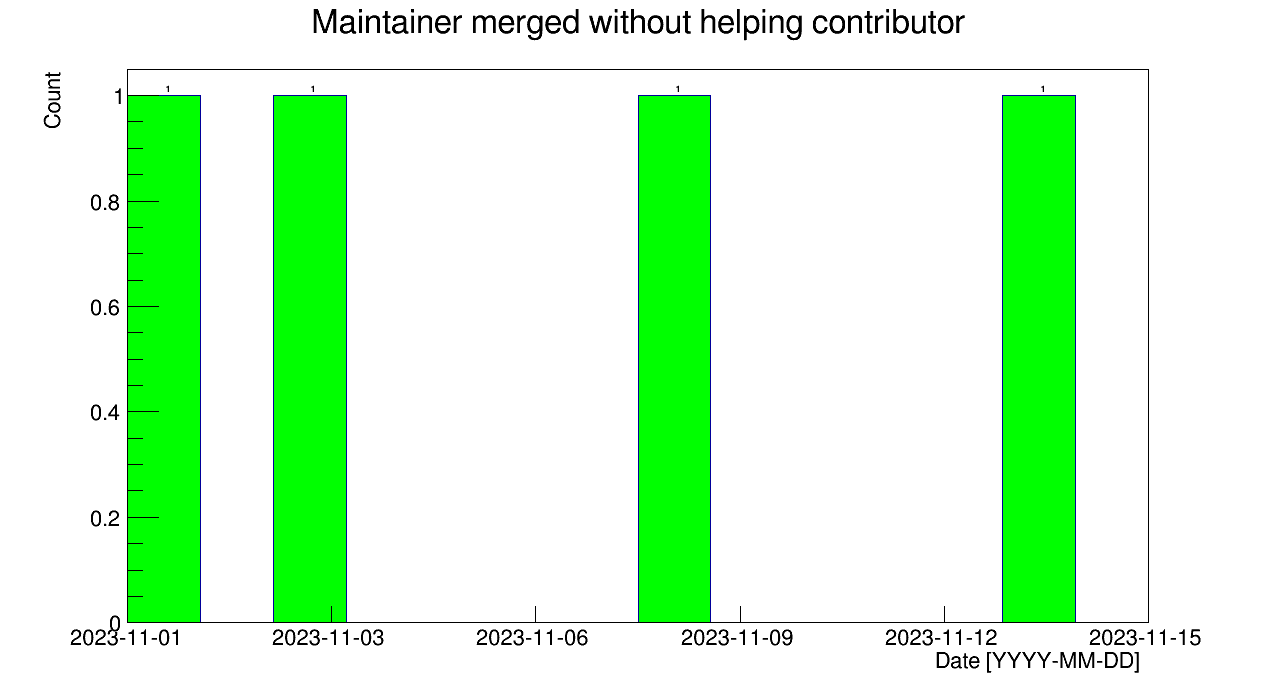 Maintainer merged without helping contributor
Count
1 1 1 1
1
0.8
0.6
0.4
0.2
0
2023-11-01 2023-11-03 2023-11-06 2023-11-09 2023-11-12 2023-11-15
Date [YYYY-MM-DD]